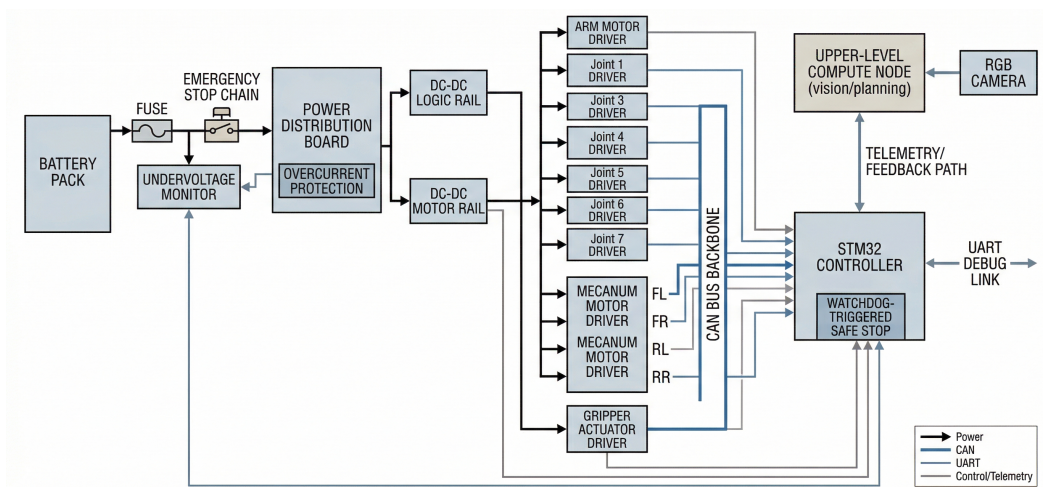 BATTERY
PACK
FUSE
EMERGENCY
STOP CHAIN
UNDERVOLTAGE
MONITOR
POWER
DISTRIBUTION
BOARD
OVERCURRENT
PROTECTION
DC-DC
LOGIC RAIL
DC-DC
MOTOR RAIL
ARM MOTOR
DRIVER
Joint 1
DRIVER
Joint 3
DRIVER
Joint 4
DRIVER
Joint 5
DRIVER
Joint 6
DRIVER
Joint 7
DRIVER
MECANUM
MOTOR
DRIVER
MECANUM
MOTOR
DRIVER
FL
FR
RL
RR
GRIPPER
ACTUATOR
DRIVER
CAN BUS BACKBONE
UPPER-LEVEL
COMPUTE NODE
(vision/planning)
RGB
CAMERA
TELEMETRY/
FEEDBACK PATH
STM32
CONTROLLER
WATCHDOG-
TRIGGERED
SAFE STOP
UART
DEBUG
LINK
Power
CAN
UART
Control/Telemetry